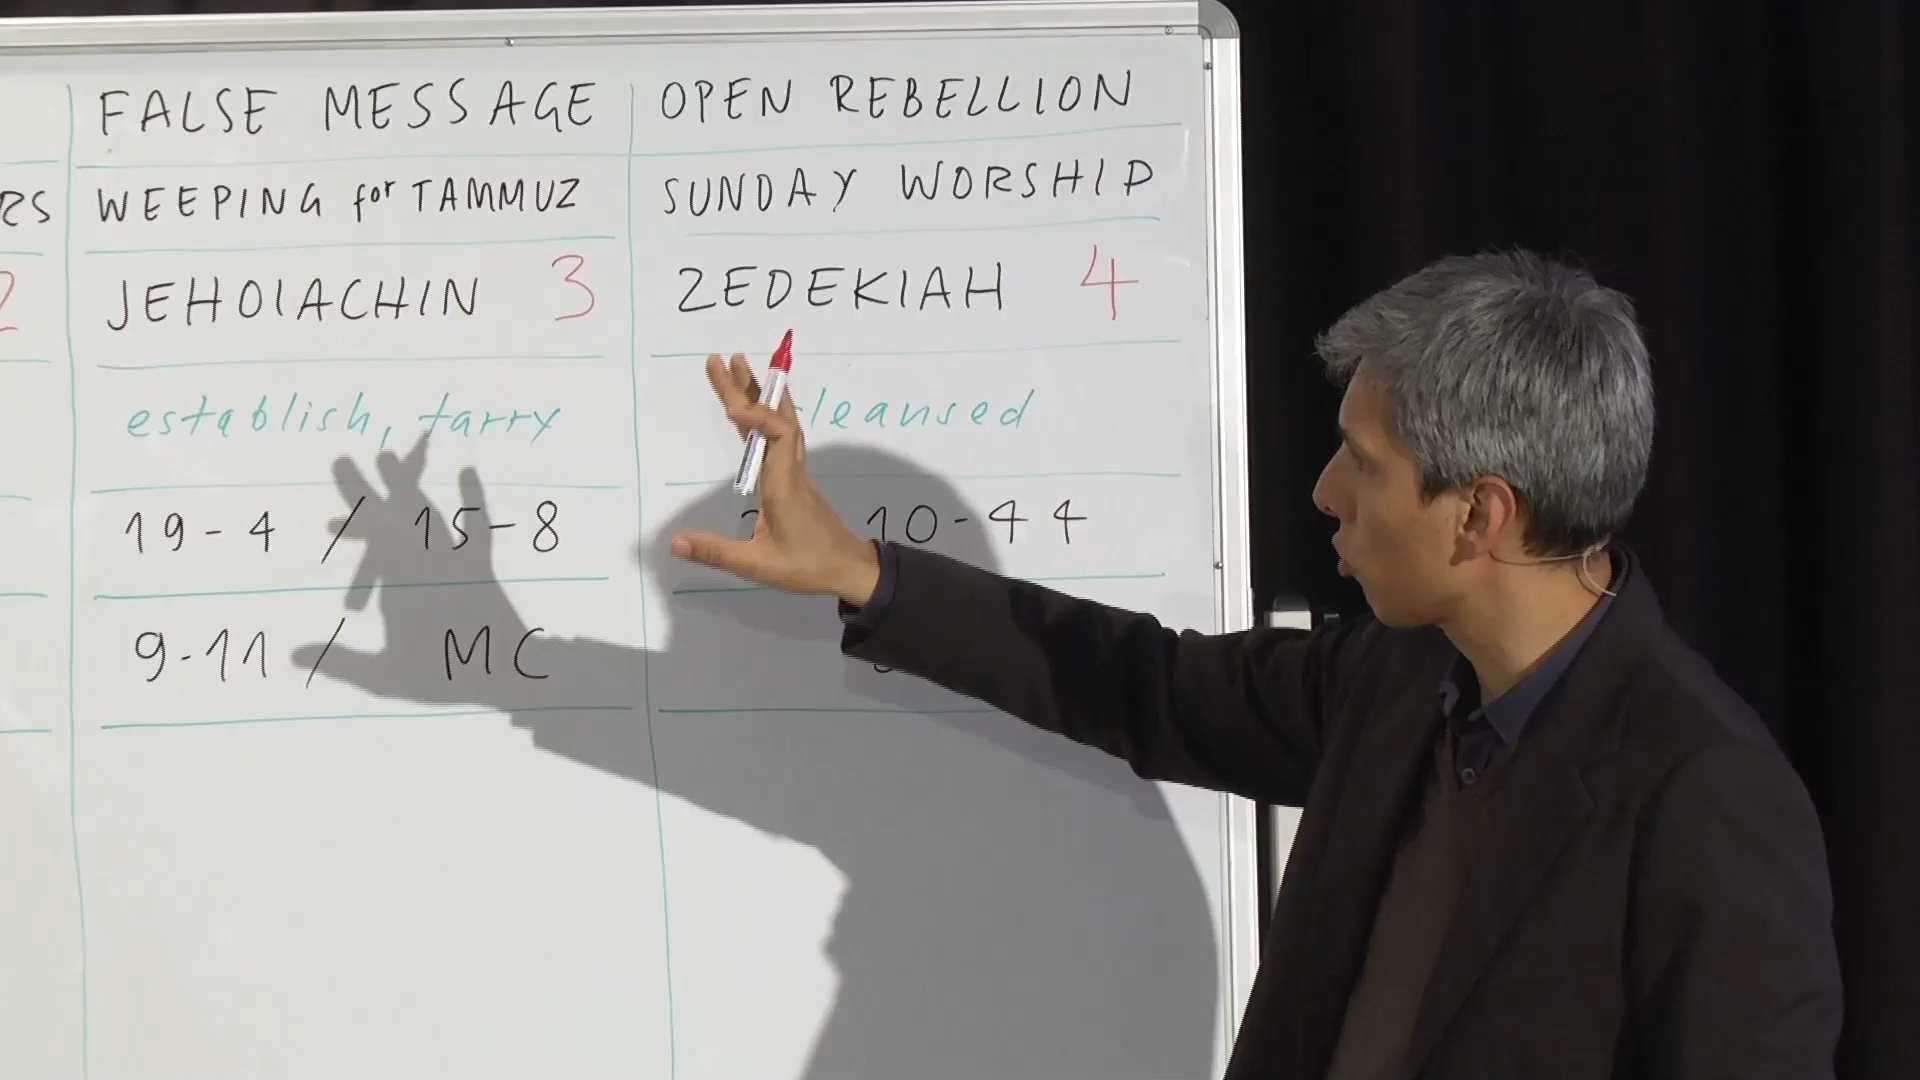 FALSE MESSAGE
OPEN REBELLION
RS
WEEPING for TAMMUZ
SUNDAY WORSHIP
2
JEHOIACHIN 3
ZEDEKIAH 4
establish, tarry
leansed
19-4 / 15-8
10-44
9-11 / MC